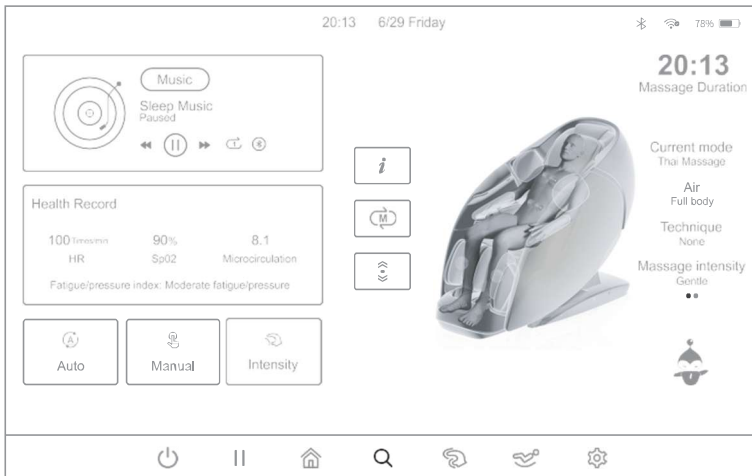 20:13 6/29 Friday 78%
Music
Sleep Music
Paused
1
Health Record
100 Times/min 90% 8.1
HR Sp02 Microcirculation
Fatigue/pressure index: Moderate fatigue/pressure
A
Auto
Manual
Intensity
i
M
20:13
Massage Duration
Current mode
Thai Massage
Air
Full body
Technique
None
Massage intensity
Gentle